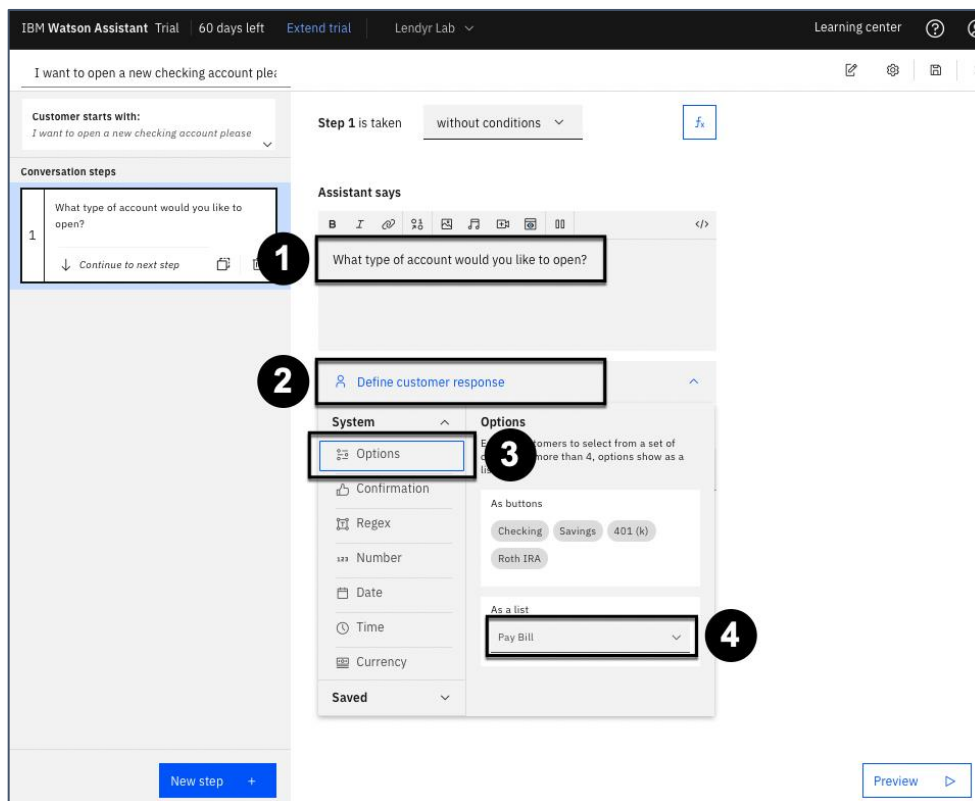 IBM Watson Assistant Trial 60 days left Extend trial Lendyr Lab Learning center
I want to open a new checking account plea
Customer starts with:
I want to open a new checking account please
Conversation steps
1
What type of account would you like to
open?
Continue to next step
Step 1 is taken without conditions fx
Assistant says
B I </>
1 What type of account would you like to open?
2 Define customer response
System
3 Options
Confirmation
Regex
123 Number
Date
Time
Currency
Saved
Options
to select from a set of
more than 4, options show as a
As buttons
Checking Savings 401 (k)
Roth IRA
As a list
Pay Bill 4
New step +
Preview